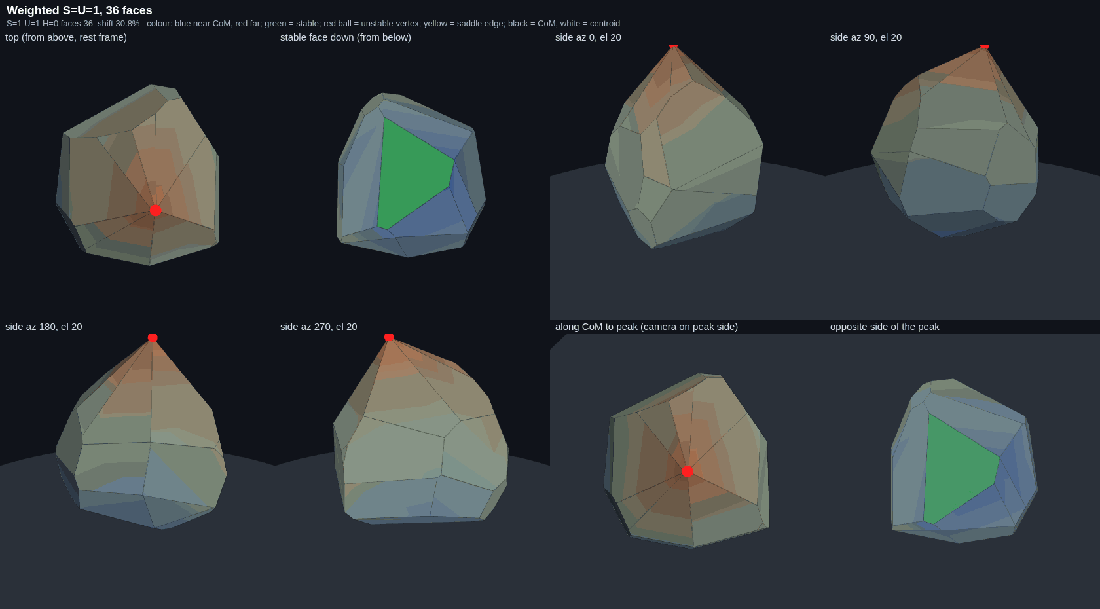 Weighted S=U=1, 36 faces
S=1 U=1 H=0 faces 36 shift 30.8% · colour: blue near CoM, red far, green = stable; red ball = unstable vertex; yellow = saddle edge; black = CoM, white = centroid
top (from above, rest frame)
stable face down (from below)
side az 0, el 20
side az 90, el 20
side az 180, el 20
side az 270, el 20
along CoM to peak (camera on peak side)
opposite side of the peak